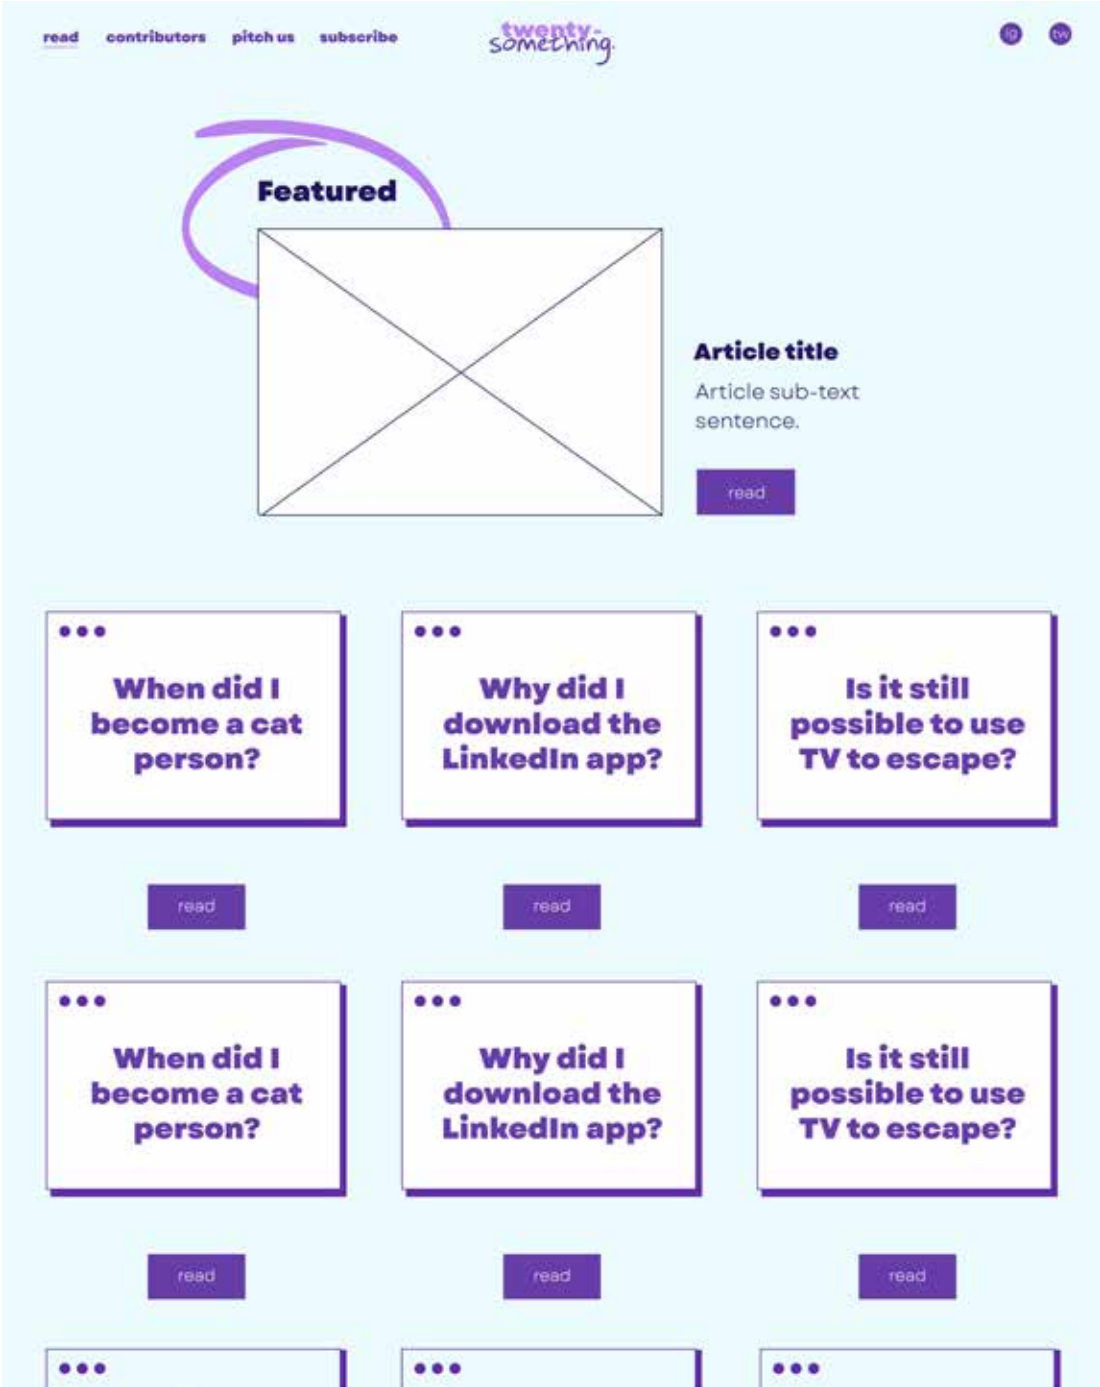 read contributors pitch us subscribe
twenty-
something.
ig tw
Featured
Article title
Article sub-text
sentence.
read
When did I
become a cat
person?
Why did I
download the
LinkedIn app?
Is it still
possible to use
TV to escape?
read
read
read
When did I
become a cat
person?
Why did I
download the
LinkedIn app?
Is it still
possible to use
TV to escape?
read
read
read